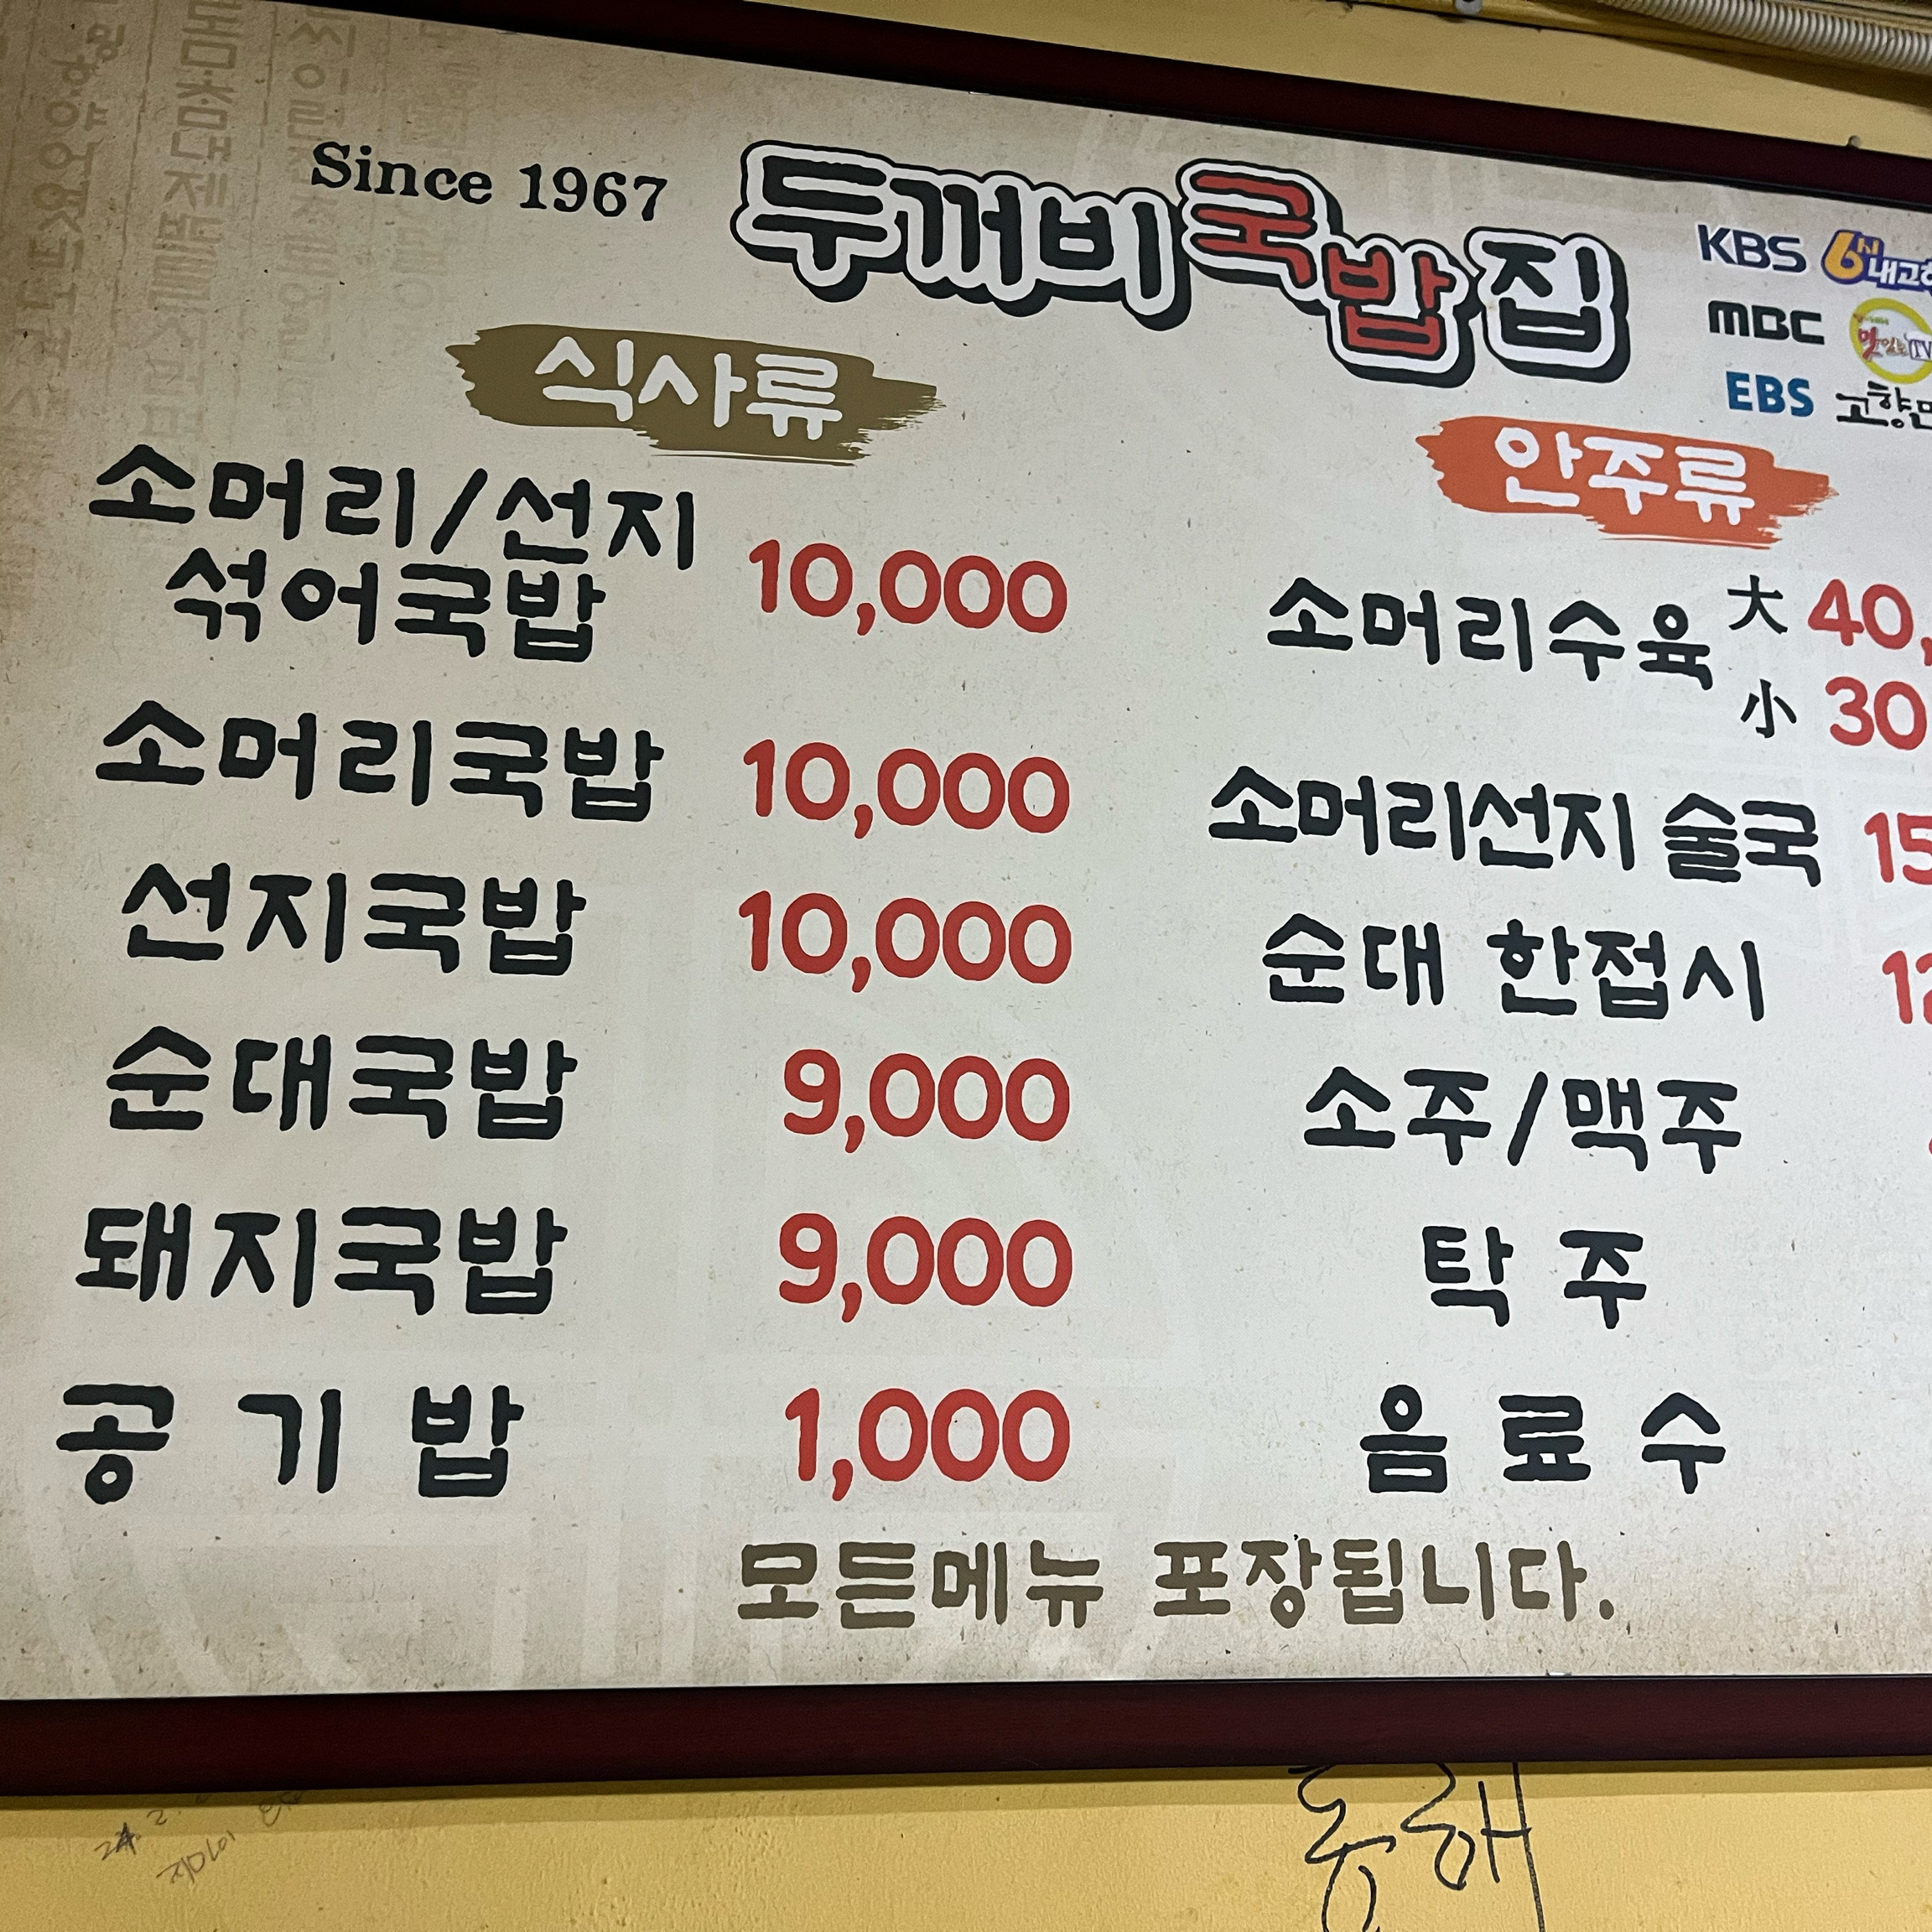 Since 1967
두꺼비국밥집
KBS 6시 내고향
MBC
EBS
식사류
소머리/선지
섞어국밥 10,000
소머리국밥 10,000
선지국밥 10,000
순대국밥 9,000
돼지국밥 9,000
공기밥 1,000
안주류
소머리수육 大 40,
小 30
소머리선지 술국 15
순대 한접시 12
소주/맥주
탁주
음료수
모든메뉴 포장됩니다.